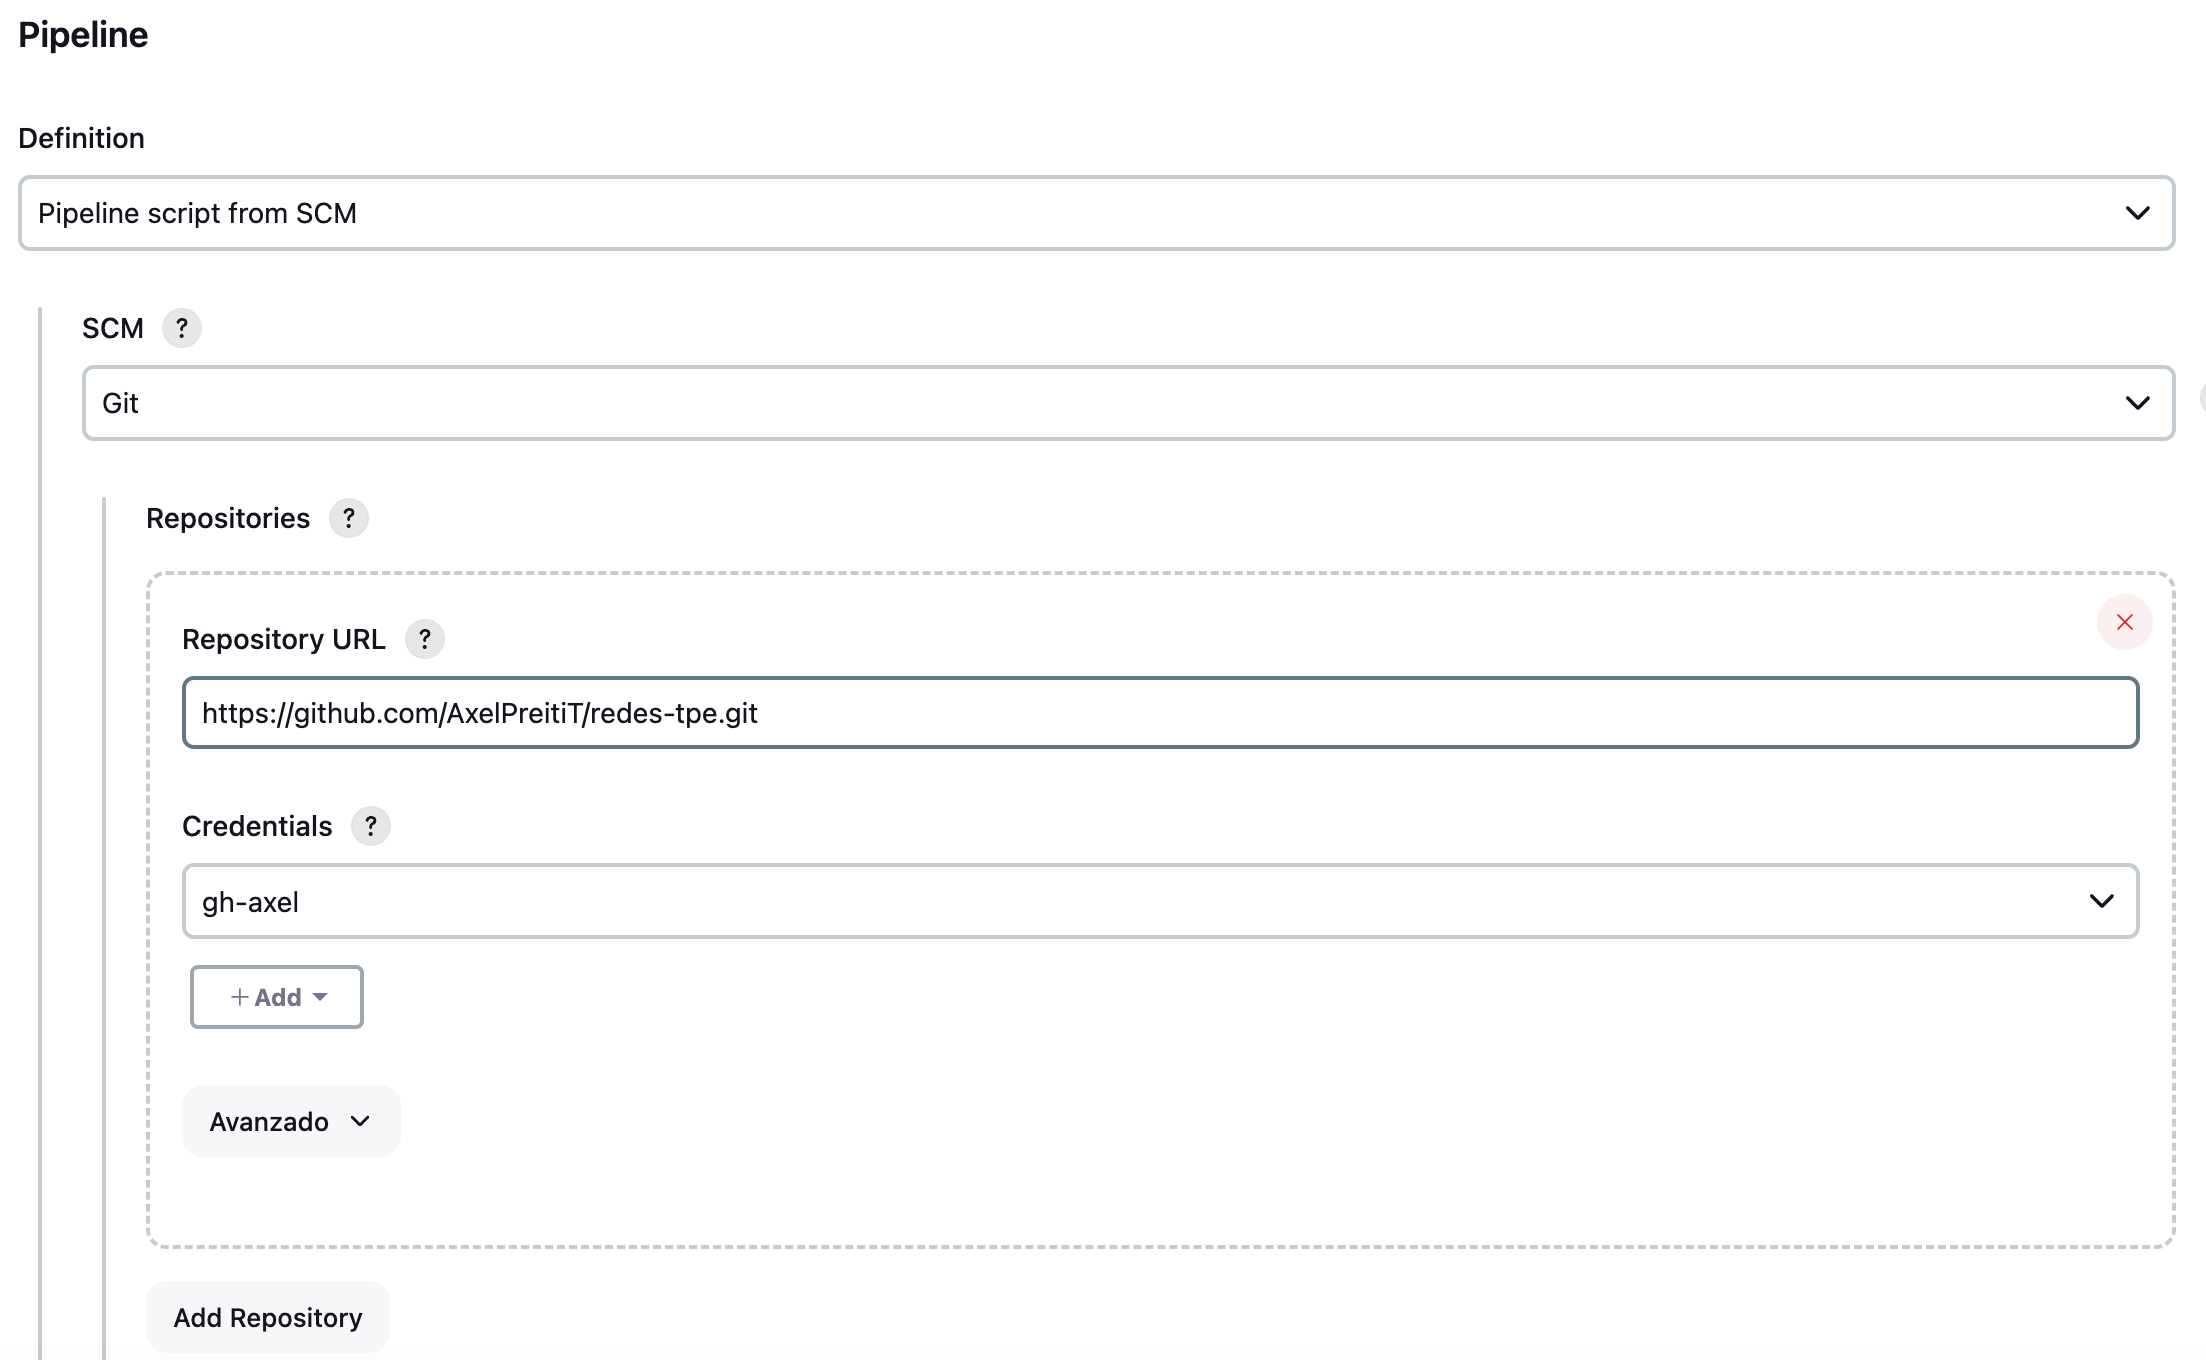 Pipeline
Definition
Pipeline script from SCM
SCM ?
Git
Repositories ?
Repository URL ?
https://github.com/AxelPreitiT/redes-tpe.git
Credentials ?
gh-axel
+ Add
Avanzado
Add Repository